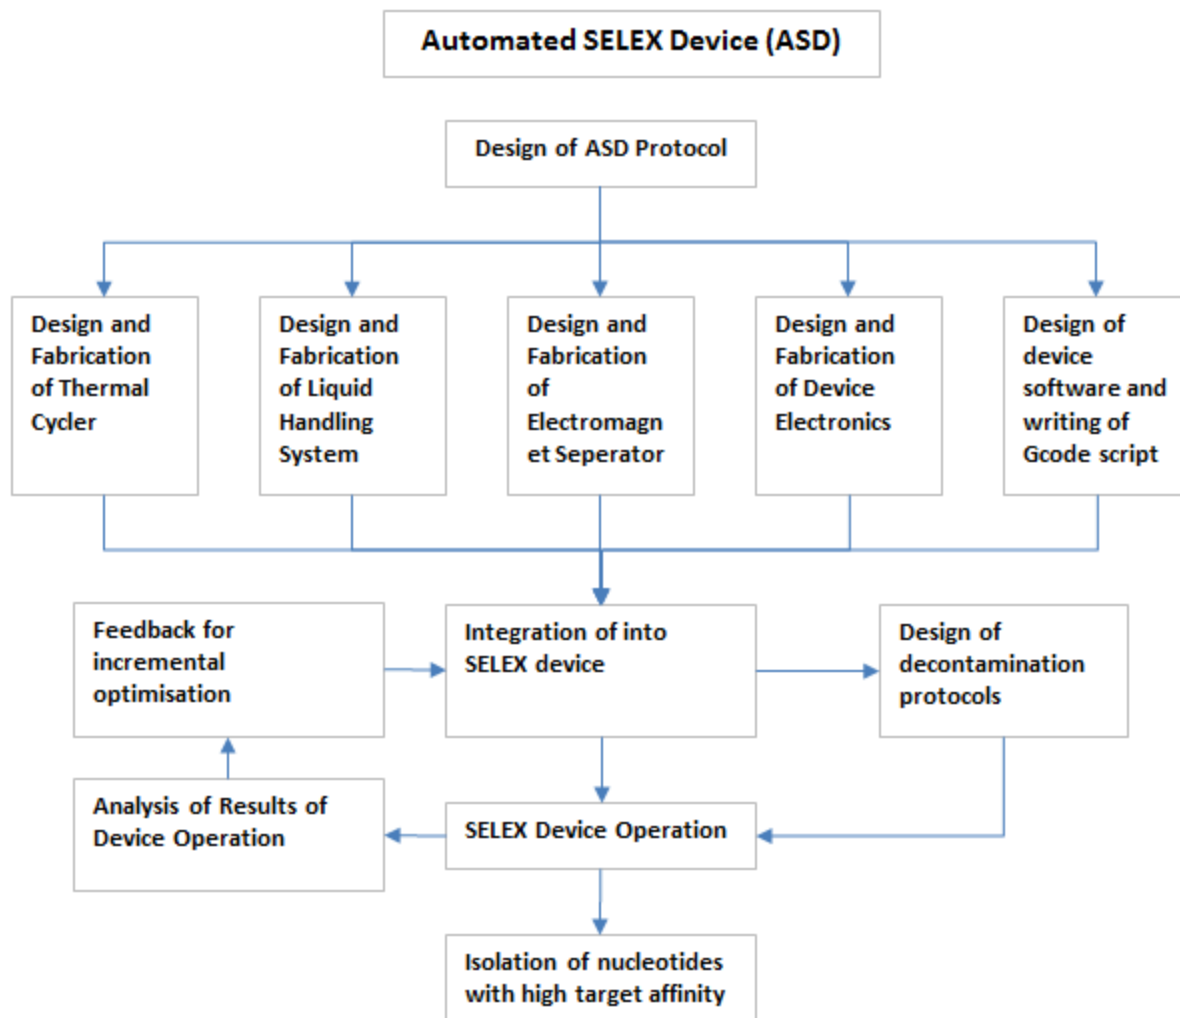 Automated SELEX Device (ASD)
Design of ASD Protocol
Design and
Fabrication
of Thermal
Cycler
Design and
Fabrication
of Liquid
Handling
System
Design and
Fabrication
of
Electromagn
et Seperator
Design and
Fabrication
of Device
Electronics
Design of
device
software and
writing of
Gcode script
Feedback for
incremental
optimisation
Integration of into
SELEX device
Design of
decontamination
protocols
Analysis of Results of
Device Operation
SELEX Device Operation
Isolation of nucleotides
with high target affinity